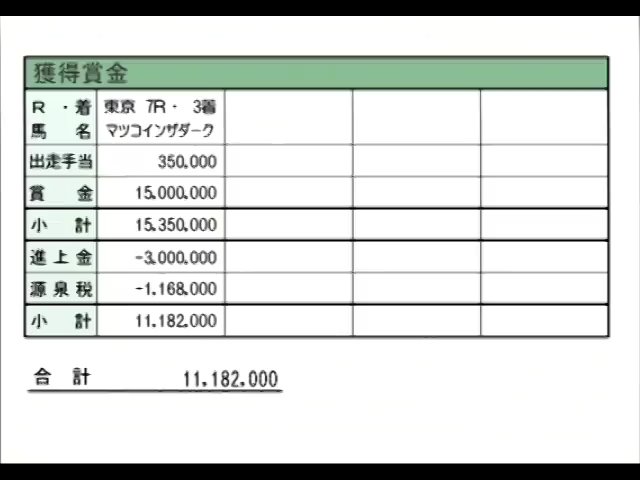 獲得賞金
R・着 東京 7R・ 3着
馬名 マツコインザダーク
出走手当 350,000
賞金 15,000,000
小計 15,350,000
進上金 -3,000,000
源泉税 -1,168,000
小計 11,182,000
合計 11,182,000